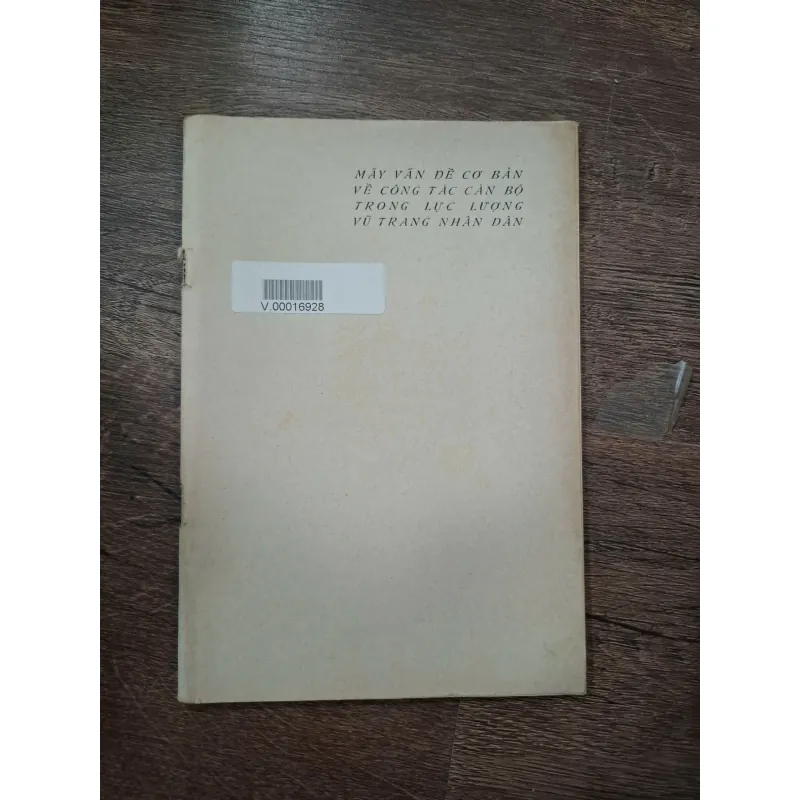 MẤY VẤN ĐỀ CƠ BẢN
VỀ CÔNG TÁC CÁN BỘ
TRONG LỰC LƯỢNG
VŨ TRANG NHÂN DÂN
V.00016928